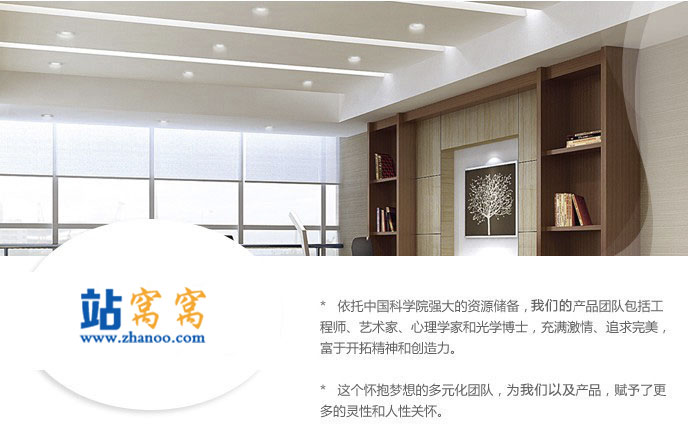 站窝窝
www.zhanoo.com
*  依托中国科学院强大的资源储备，我们的产品团队包括工
程师、艺术家、心理学家和光学博士，充满激情、追求完美，
富于开拓精神和创造力。
*  这个怀抱梦想的多元化团队，为我们以及产品，赋予了更
多的灵性和人性关怀。